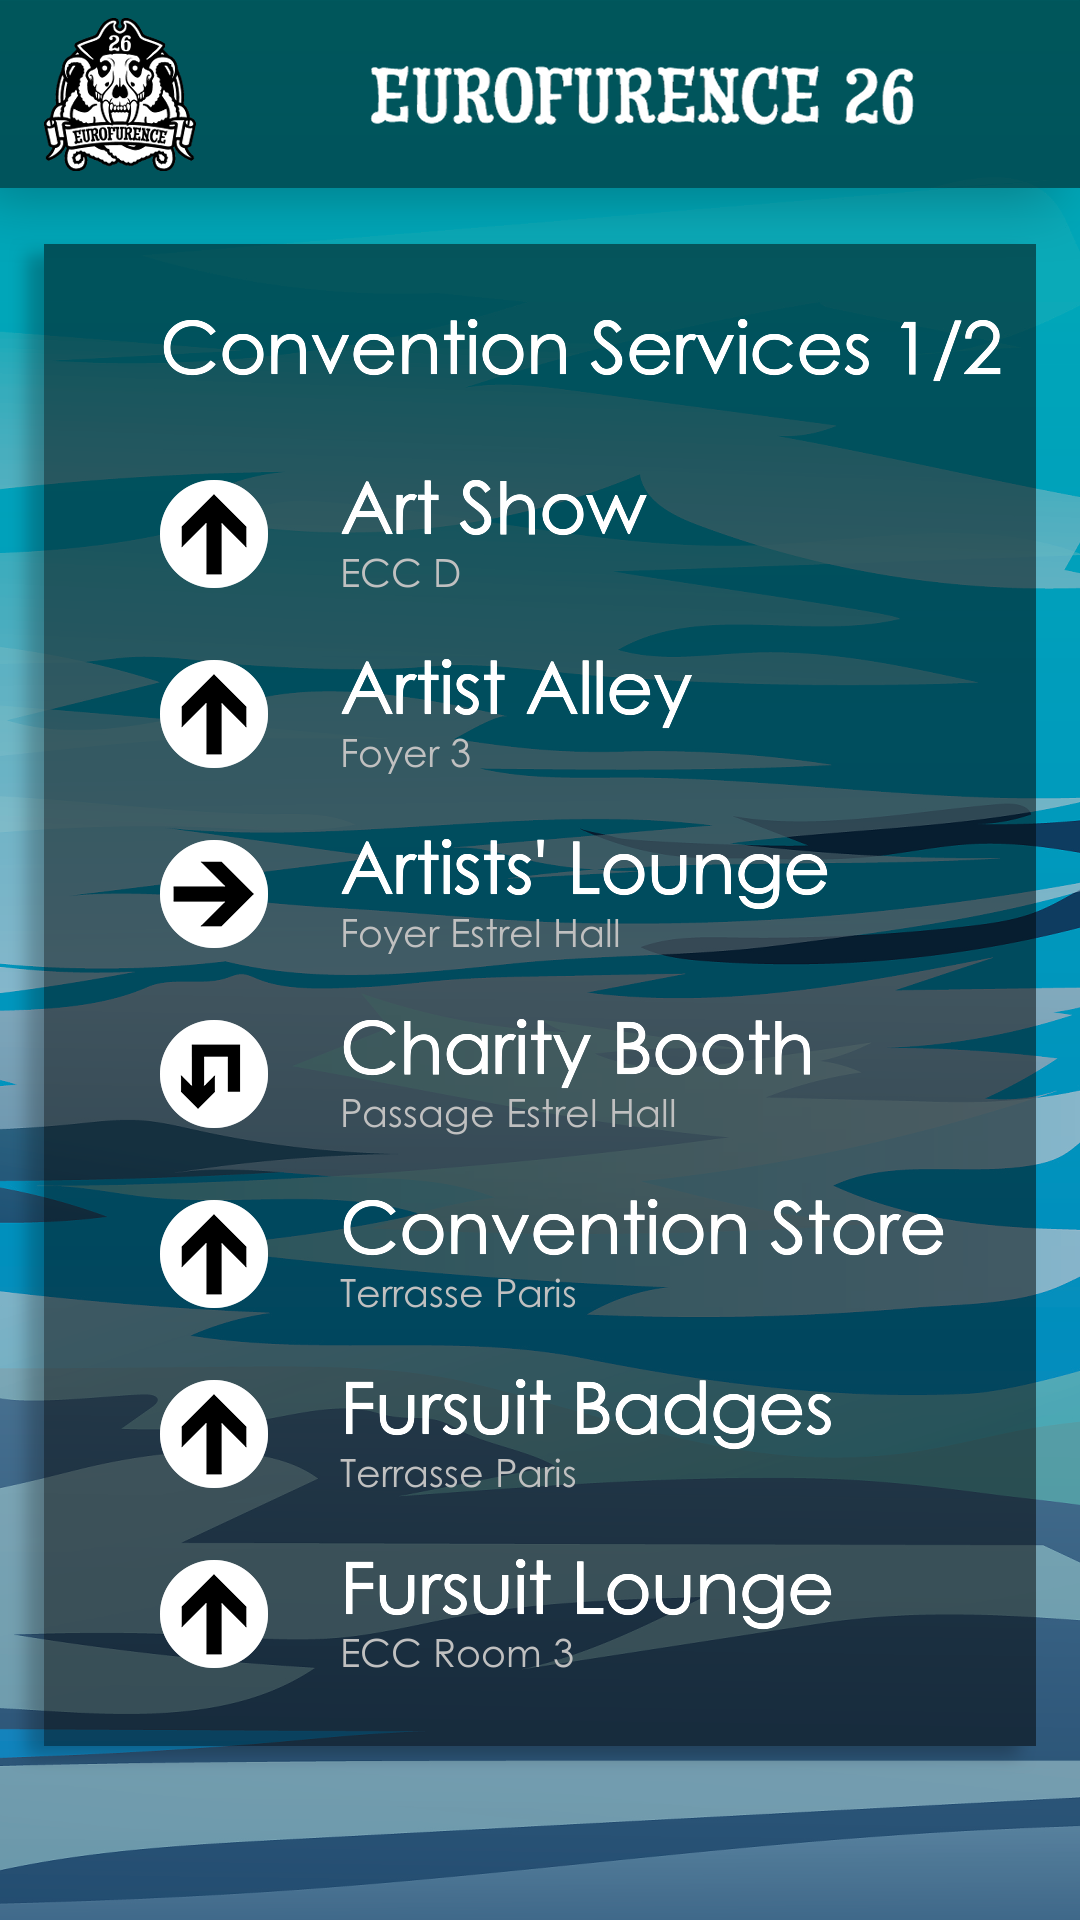 26
EUROFURENCE
EUROFURENCE 26
Convention Services 1/2
Art Show
ECC D
Artist Alley
Foyer 3
Artists' Lounge
Foyer Estrel Hall
Charity Booth
Passage Estrel Hall
Convention Store
Terrasse Paris
Fursuit Badges
Terrasse Paris
Fursuit Lounge
ECC Room 3